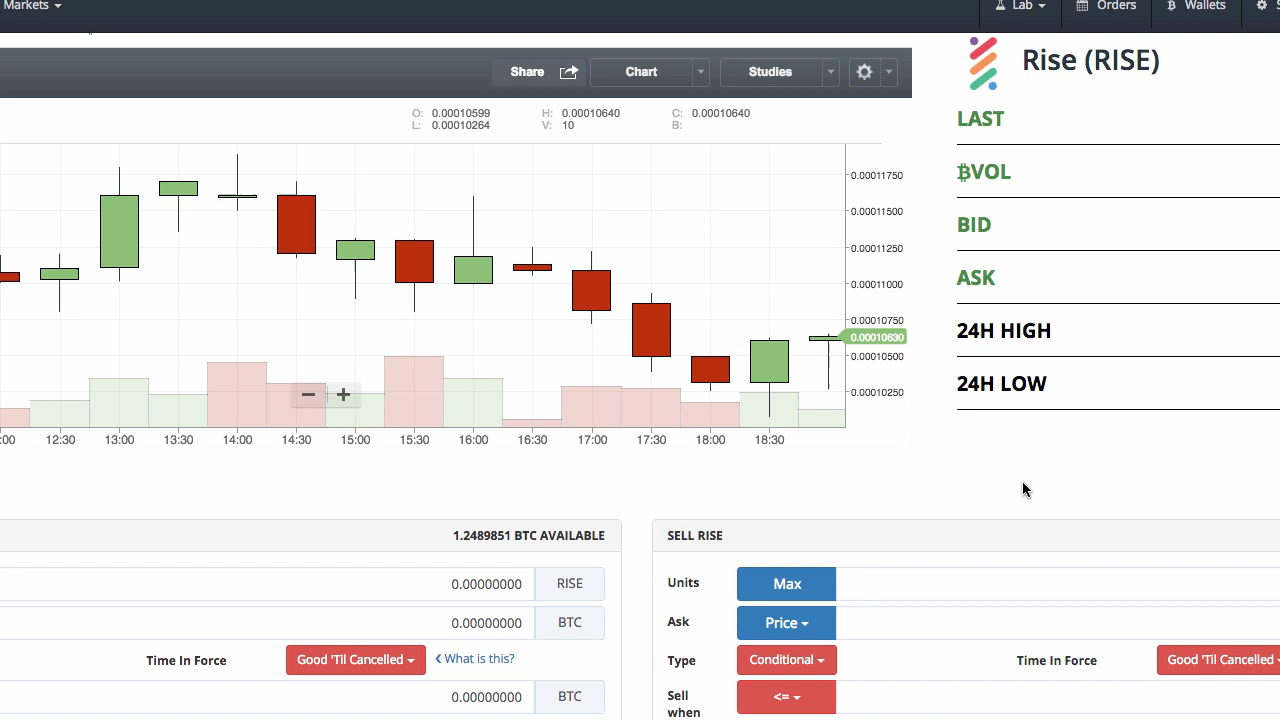 Markets Lab Orders Wallets
Share Chart Studies
Rise (RISE)
O: 0.00010599 H: 0.00010640 C: 0.00010640
L: 0.00010264 V: 10 B:
LAST
₿VOL
BID
ASK
24H HIGH
24H LOW
0.00011750
0.00011500
0.00011250
0.00011000
0.00010750
0.00010630
0.00010500
0.00010250
− +
:00 12:30 13:00 13:30 14:00 14:30 15:00 15:30 16:00 16:30 17:00 17:30 18:00 18:30
1.2489851 BTC AVAILABLE
0.00000000 RISE
0.00000000 BTC
Time In Force Good 'Til Cancelled What is this?
0.00000000 BTC
SELL RISE
Units Max
Ask Price
Type Conditional Time In Force Good 'Til Cancelled
Sell when <=